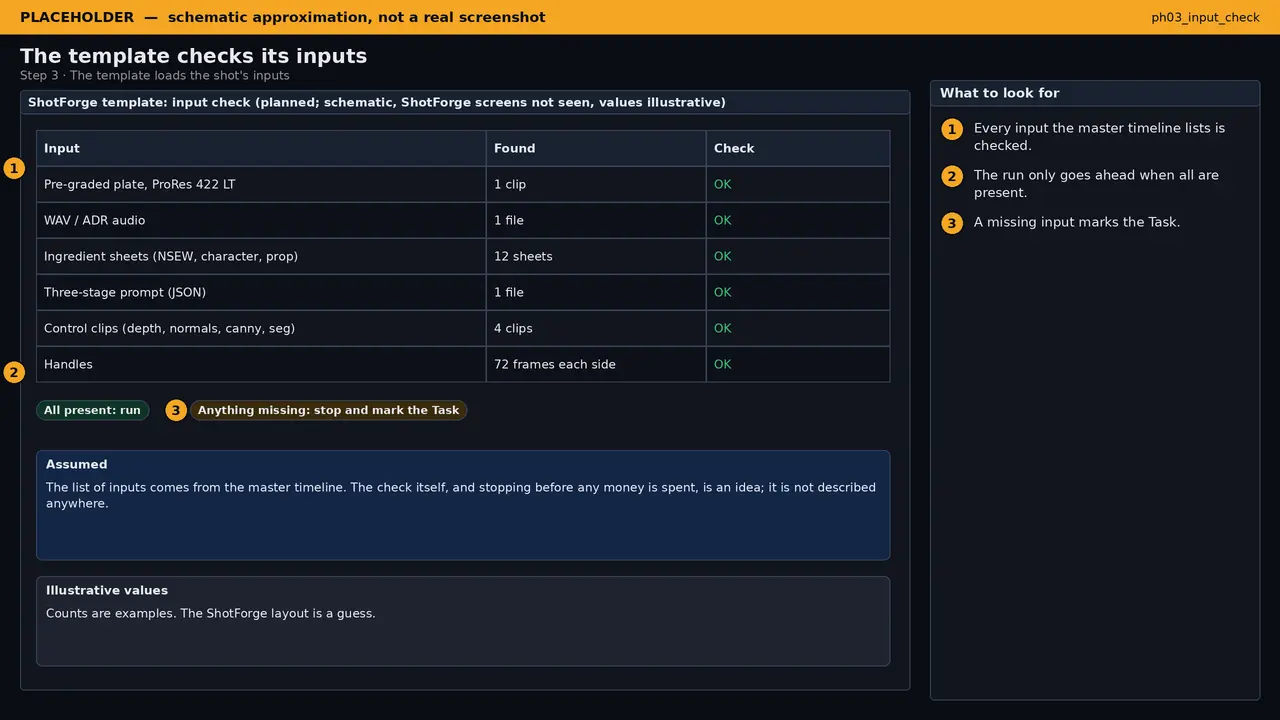 PLACEHOLDER — schematic approximation, not a real screenshot
ph03_input_check
The template checks its inputs
Step 3 · The template loads the shot's inputs
ShotForge template: input check (planned; schematic, ShotForge screens not seen, values illustrative)
Input Found Check
1
Pre-graded plate, ProRes 422 LT 1 clip OK
WAV / ADR audio 1 file OK
Ingredient sheets (NSEW, character, prop) 12 sheets OK
Three-stage prompt (JSON) 1 file OK
Control clips (depth, normals, canny, seg) 4 clips OK
Handles 72 frames each side OK
2
All present: run 3 Anything missing: stop and mark the Task
Assumed
The list of inputs comes from the master timeline. The check itself, and stopping before any money is spent, is an idea; it is not described
anywhere.
Illustrative values
Counts are examples. The ShotForge layout is a guess.
What to look for
1 Every input the master timeline lists is
checked.
2 The run only goes ahead when all are
present.
3 A missing input marks the Task.